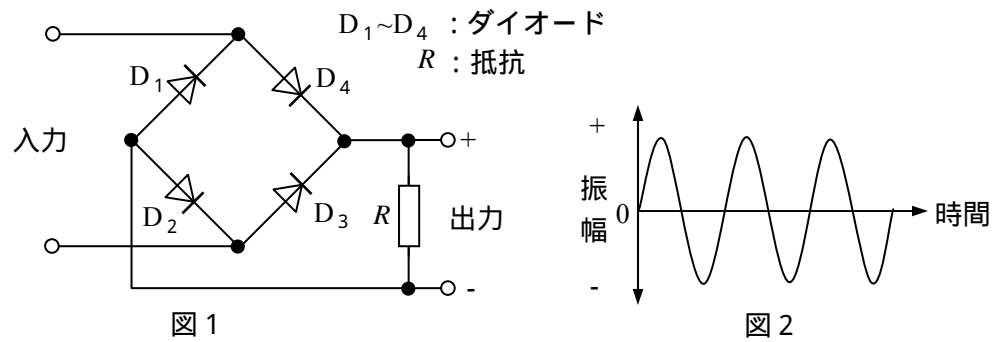 D₁~D₄ ：ダイオード
R ：抵抗
D₁
D₄
入力
+
D₂
D₃
R
出力
-
図１
+
振
幅
0
時間
-
図２